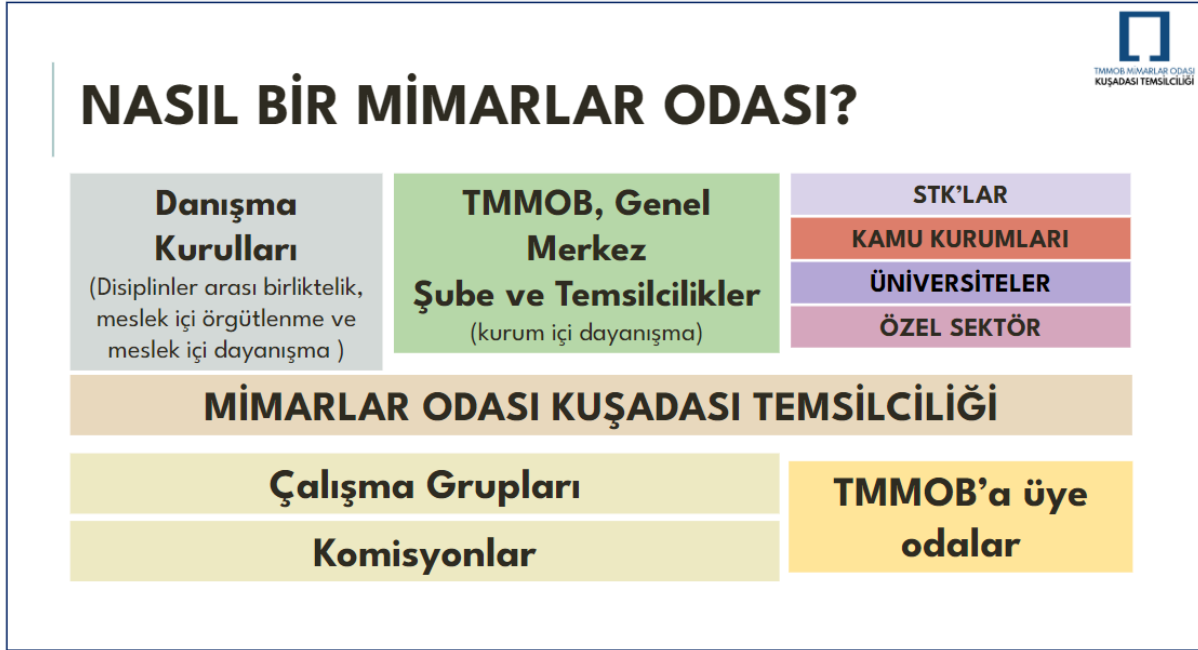 TMMOB MİMARLAR ODASI
KUŞADASI TEMSİLCİLİĞİ
NASIL BİR MİMARLAR ODASI?
Danışma
Kurulları
(Disiplinler arası birliktelik,
meslek içi örgütlenme ve
meslek içi dayanışma )
TMMOB, Genel
Merkez
Şube ve Temsilcilikler
(kurum içi dayanışma)
STK’LAR
KAMU KURUMLARI
ÜNİVERSİTELER
ÖZEL SEKTÖR
MİMARLAR ODASI KUŞADASI TEMSİLCİLİĞİ
Çalışma Grupları
Komisyonlar
TMMOB’a üye
odalar